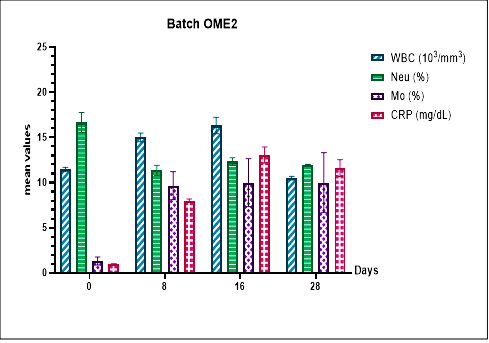 Batch OME2
25
20
15
10
5
0
mean values
0 8 16 28
Days
WBC (10³/mm³)
Neu (%)
Mo (%)
CRP (mg/dL)